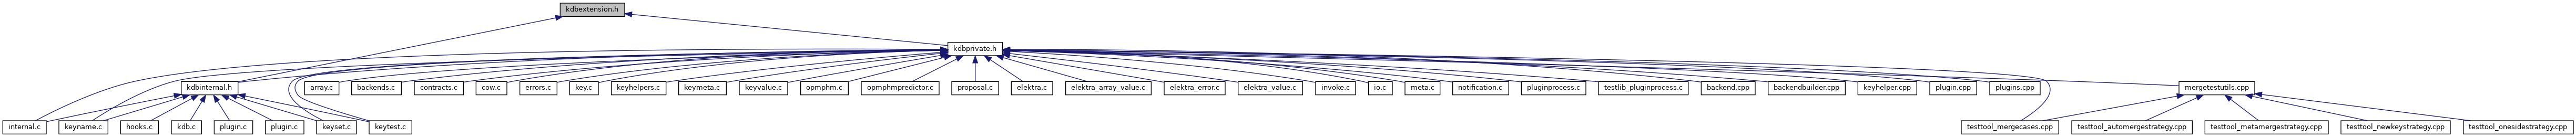 kdbextension.h
kdbprivate.h
kdbinternal.h
array.c
backends.c
contracts.c
cow.c
errors.c
key.c
keyhelpers.c
keymeta.c
keyvalue.c
opmphm.c
opmphmpredictor.c
proposal.c
elektra.c
elektra_array_value.c
elektra_error.c
elektra_value.c
invoke.c
io.c
meta.c
notification.c
pluginprocess.c
testlib_pluginprocess.c
backend.cpp
backendbuilder.cpp
keyhelper.cpp
plugin.cpp
plugins.cpp
mergetestutils.cpp
internal.c
keyname.c
hooks.c
kdb.c
plugin.c
plugin.c
keyset.c
keytest.c
testtool_mergecases.cpp
testtool_automergestrategy.cpp
testtool_metamergestrategy.cpp
testtool_newkeystrategy.cpp
testtool_onesidestrategy.cpp